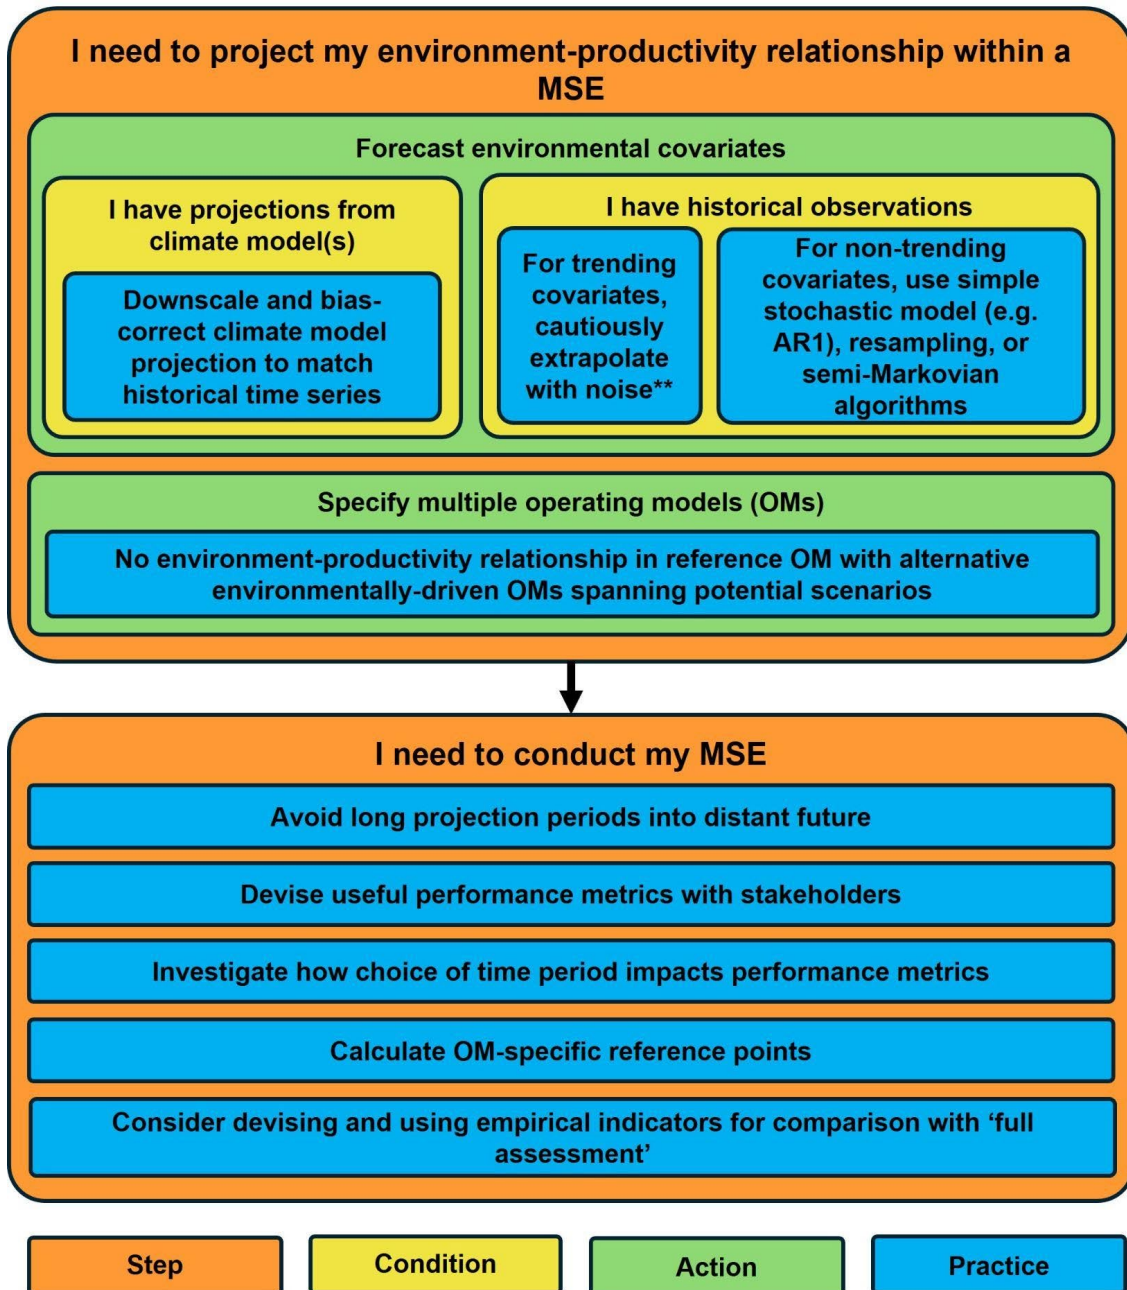 I need to project my environment-productivity relationship within a
MSE
Forecast environmental covariates
I have projections from
climate model(s)
Downscale and bias-
correct climate model
projection to match
historical time series
I have historical observations
For trending
covariates,
cautiously
extrapolate
with noise**
For non-trending
covariates, use simple
stochastic model (e.g.
AR1), resampling, or
semi-Markovian
algorithms
Specify multiple operating models (OMs)
No environment-productivity relationship in reference OM with alternative
environmentally-driven OMs spanning potential scenarios
I need to conduct my MSE
Avoid long projection periods into distant future
Devise useful performance metrics with stakeholders
Investigate how choice of time period impacts performance metrics
Calculate OM-specific reference points
Consider devising and using empirical indicators for comparison with ‘full
assessment’
Step
Condition
Action
Practice